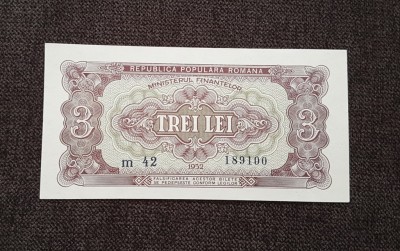 REPUBLICA POPULARA ROMANA
MINISTERUL FINANTELOR
3 TREI LEI 3
m 42 189100
1952
FALSIFICAREA ACESTOR BILETE
SE PEDEPSESTE CONFORM LEGILOR